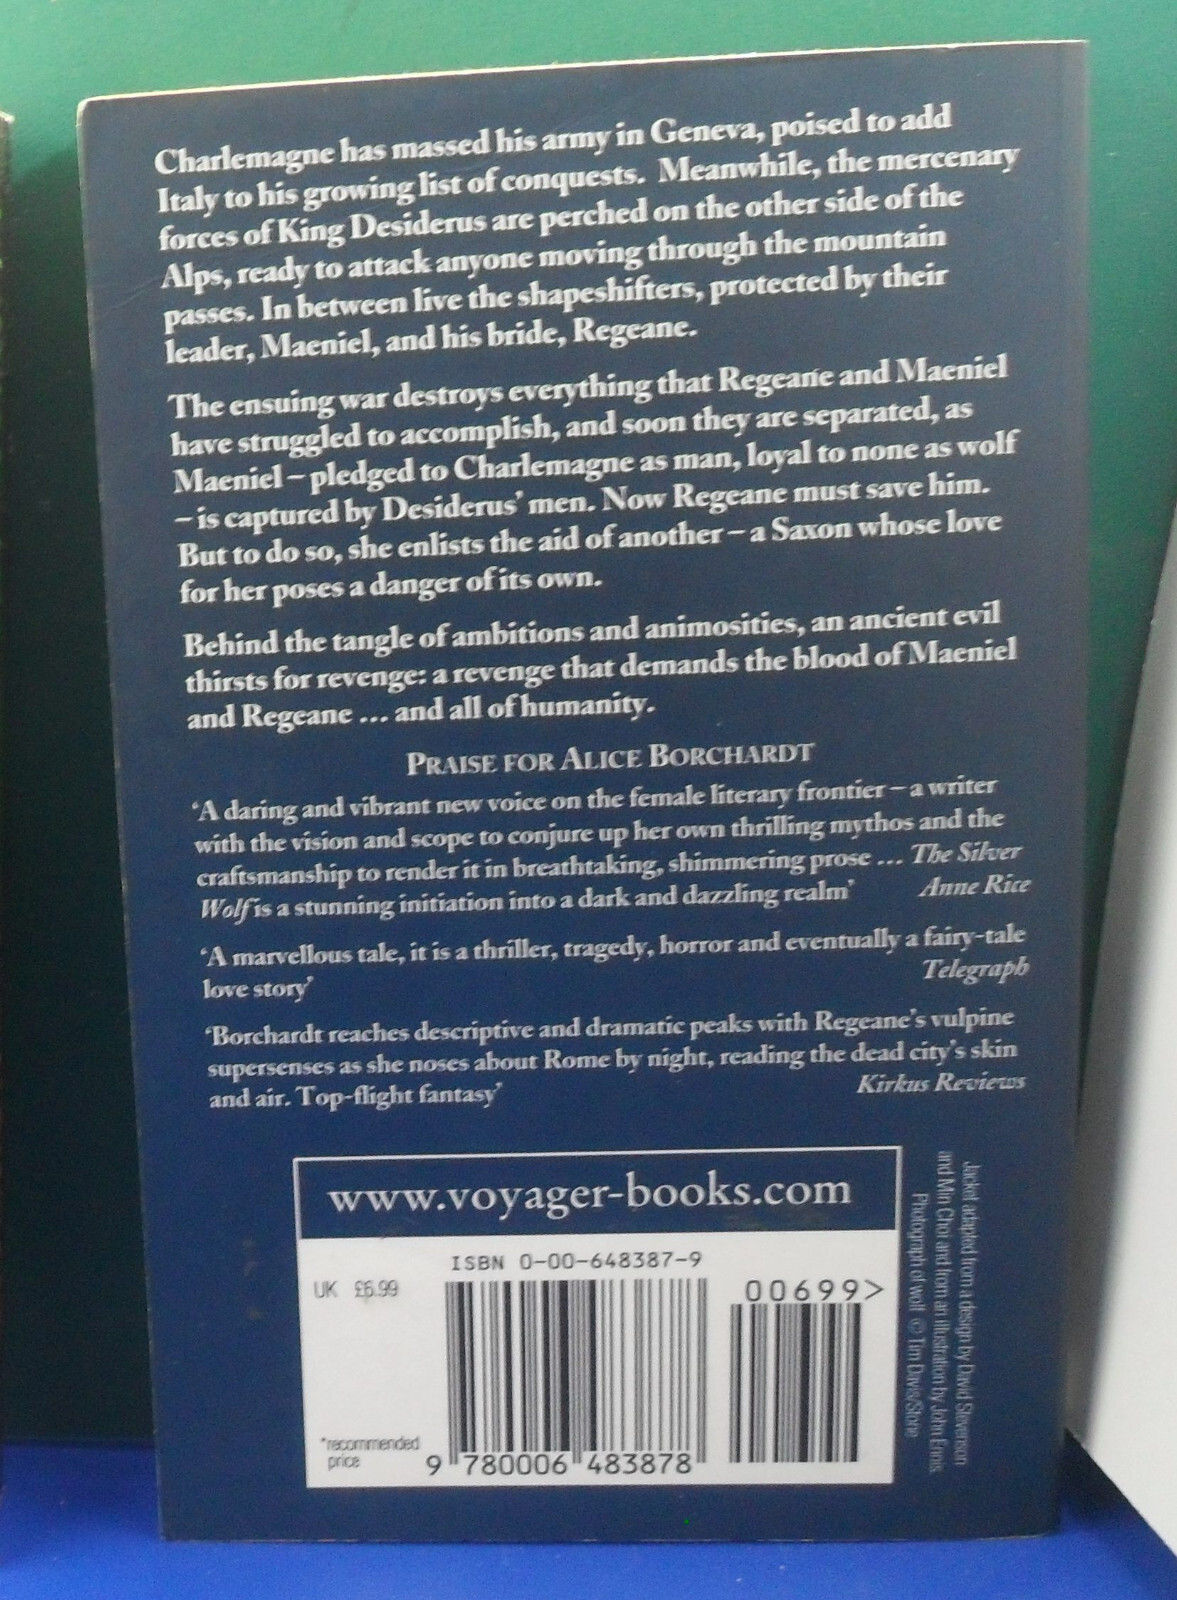 Charlemagne has massed his army in Geneva, poised to add
Italy to his growing list of conquests. Meanwhile, the mercenary
forces of King Desiderus are perched on the other side of the
Alps, ready to attack anyone moving through the mountain
passes. In between live the shapeshifters, protected by their
leader, Maeniel, and his bride, Regeane.
The ensuing war destroys everything that Regeane and Maeniel
have struggled to accomplish, and soon they are separated, as
Maeniel – pledged to Charlemagne as man, loyal to none as wolf
– is captured by Desiderus' men. Now Regeane must save him.
But to do so, she enlists the aid of another – a Saxon whose love
for her poses a danger of its own.
Behind the tangle of ambitions and animosities, an ancient evil
thirsts for revenge: a revenge that demands the blood of Maeniel
and Regeane ... and all of humanity.
PRAISE FOR ALICE BORCHARDT
'A daring and vibrant new voice on the female literary frontier – a writer
with the vision and scope to conjure up her own thrilling mythos and the
craftsmanship to render it in breathtaking, shimmering prose ... The Silver
Wolf is a stunning initiation into a dark and dazzling realm' Anne Rice
'A marvellous tale, it is a thriller, tragedy, horror and eventually a fairy-tale
love story' Telegraph
'Borchardt reaches descriptive and dramatic peaks with Regeane's vulpine
supersenses as she noses about Rome by night, reading the dead city's skin
and air. Top-flight fantasy' Kirkus Reviews
www.voyager-books.com
ISBN 0-00-648387-9
UK £6.99
00699>
*recommended
price
9 780006 483878
Jacket adapted from a design by David Stevenson
and Min Choi and from an illustration by John Ennis
Photograph of wolf © Tim Davis/Stone